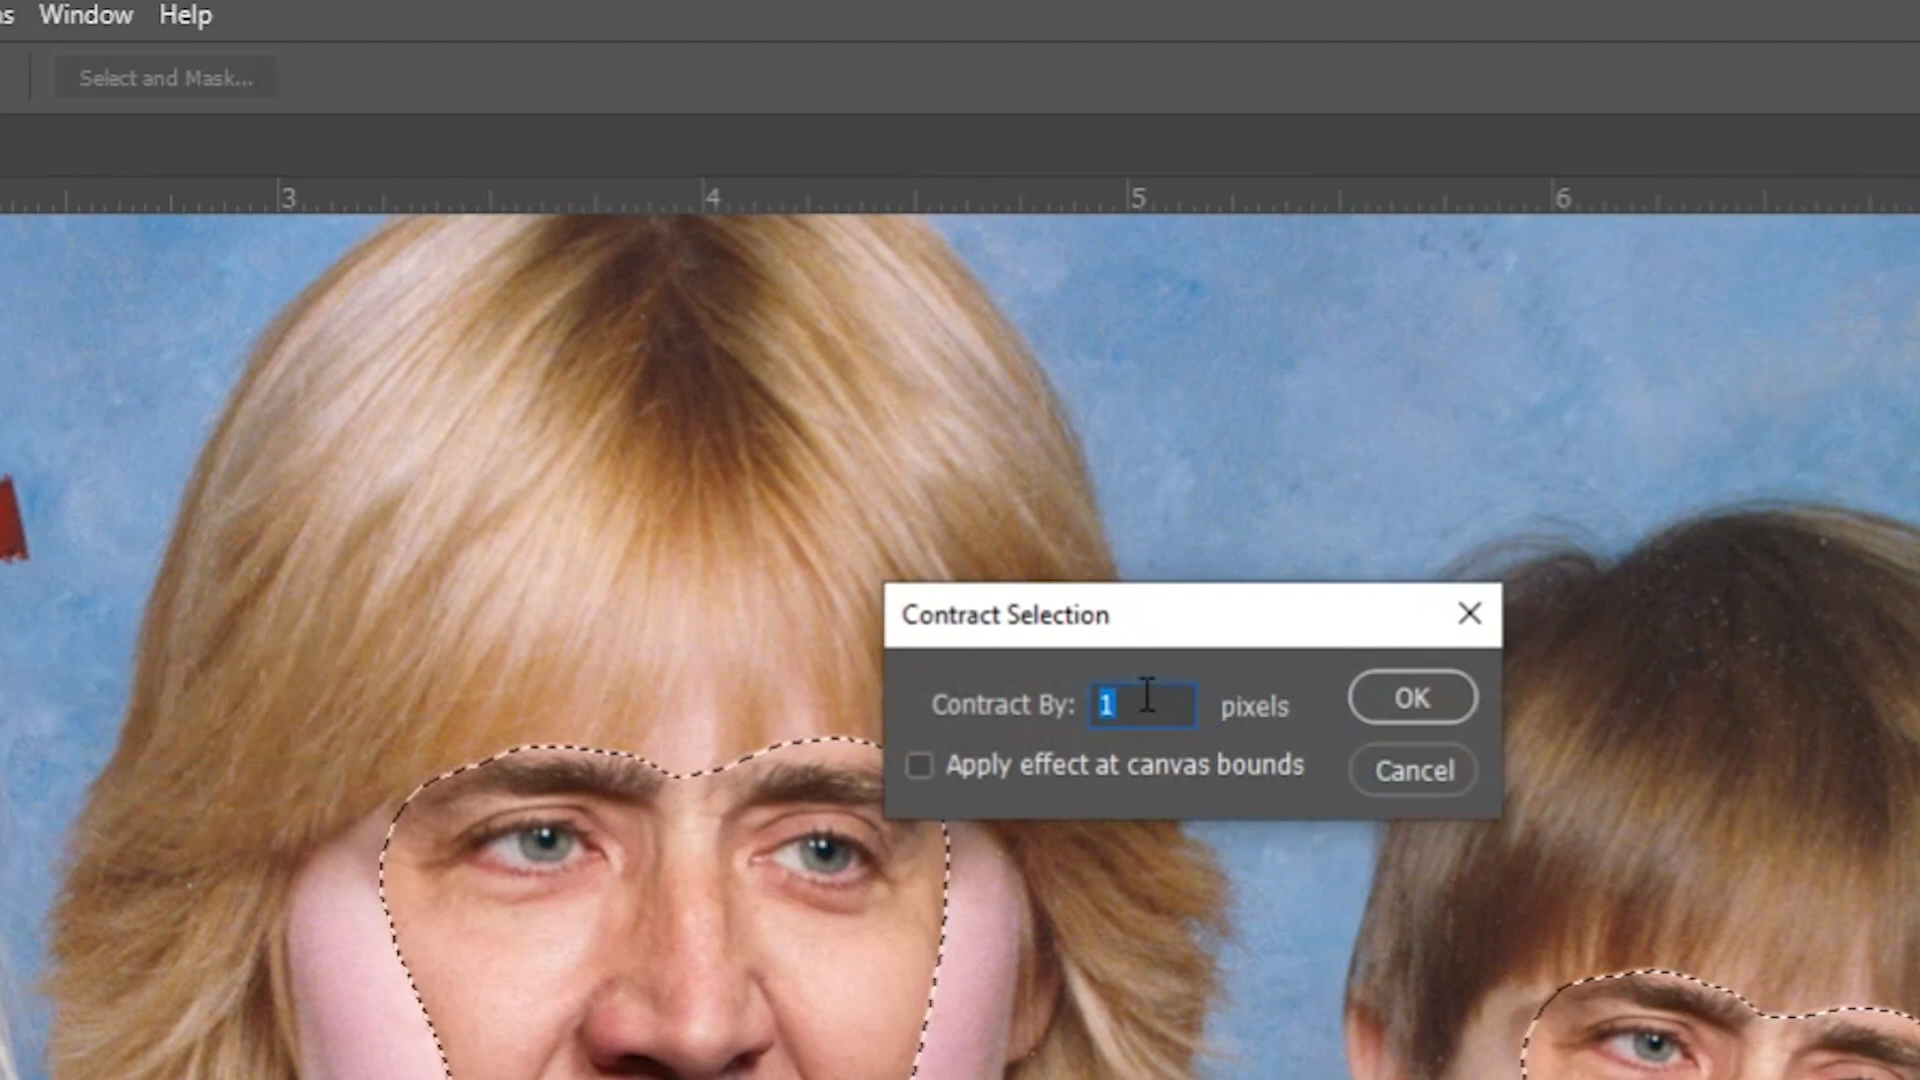 Window Help
Select and Mask...
3 4 5 6
Contract Selection
Contract By: 1 pixels OK
Apply effect at canvas bounds Cancel